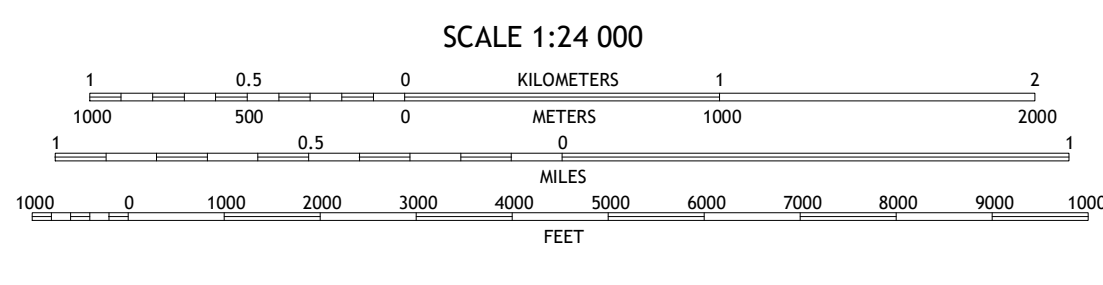 SCALE 1:24 000
1 0.5 0 KILOMETERS 1 2
1000 500 0 METERS 1000 2000
1 0.5 0 1
MILES
1000 0 1000 2000 3000 4000 5000 6000 7000 8000 9000 1000
FEET